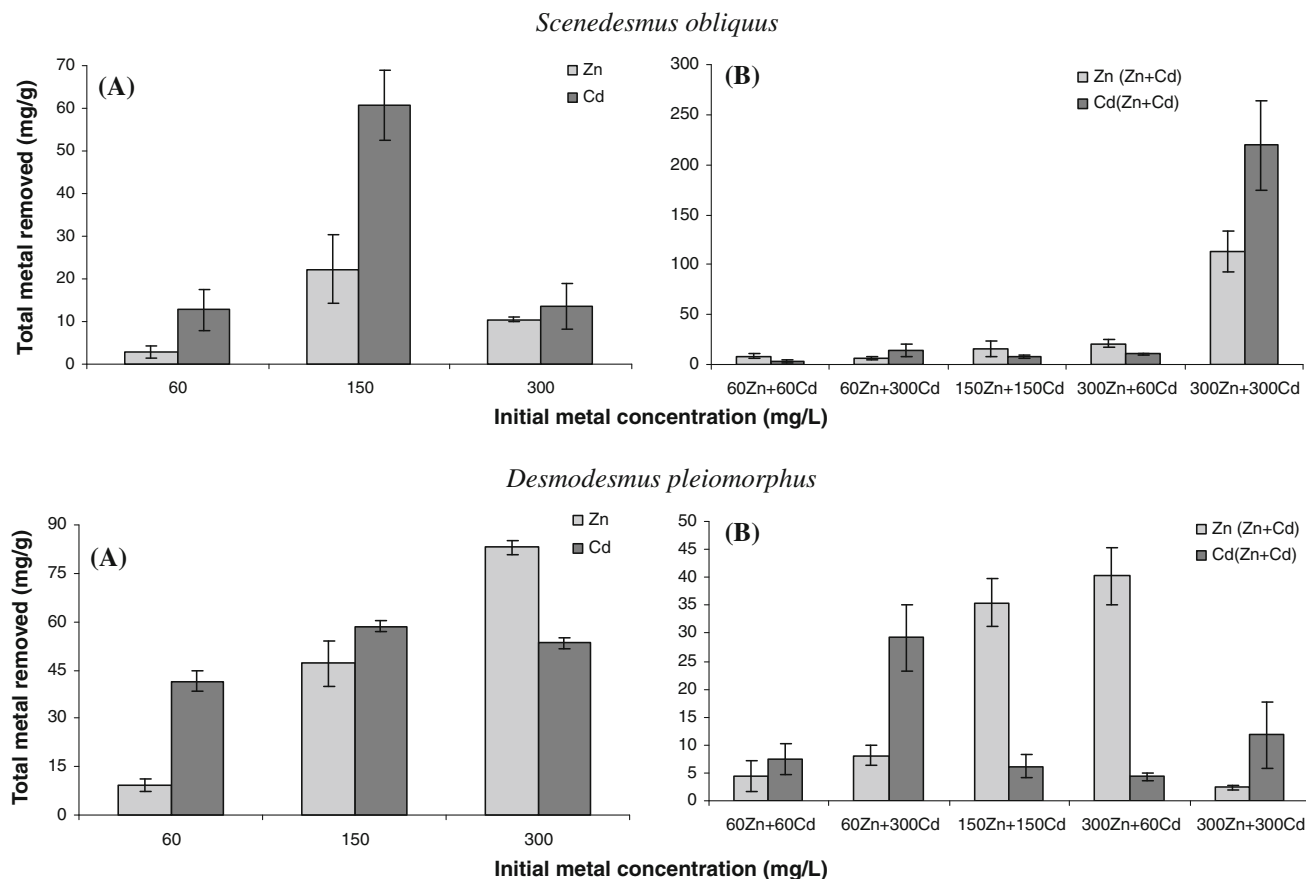 Scenedesmus obliquus
(A)
Zn
Cd
Total metal removed (mg/g)
70
60
50
40
30
20
10
0
60
150
300
(B)
Zn (Zn+Cd)
Cd(Zn+Cd)
300
250
200
150
100
50
0
60Zn+60Cd
60Zn+300Cd
150Zn+150Cd
300Zn+60Cd
300Zn+300Cd
Initial metal concentration (mg/L)
Desmodesmus pleiomorphus
(A)
Zn
Cd
Total metal removed (mg/g)
90
75
60
45
30
15
0
60
150
300
(B)
Zn (Zn+Cd)
Cd(Zn+Cd)
50
45
40
35
30
25
20
15
10
5
0
60Zn+60Cd
60Zn+300Cd
150Zn+150Cd
300Zn+60Cd
300Zn+300Cd
Initial metal concentration (mg/L)